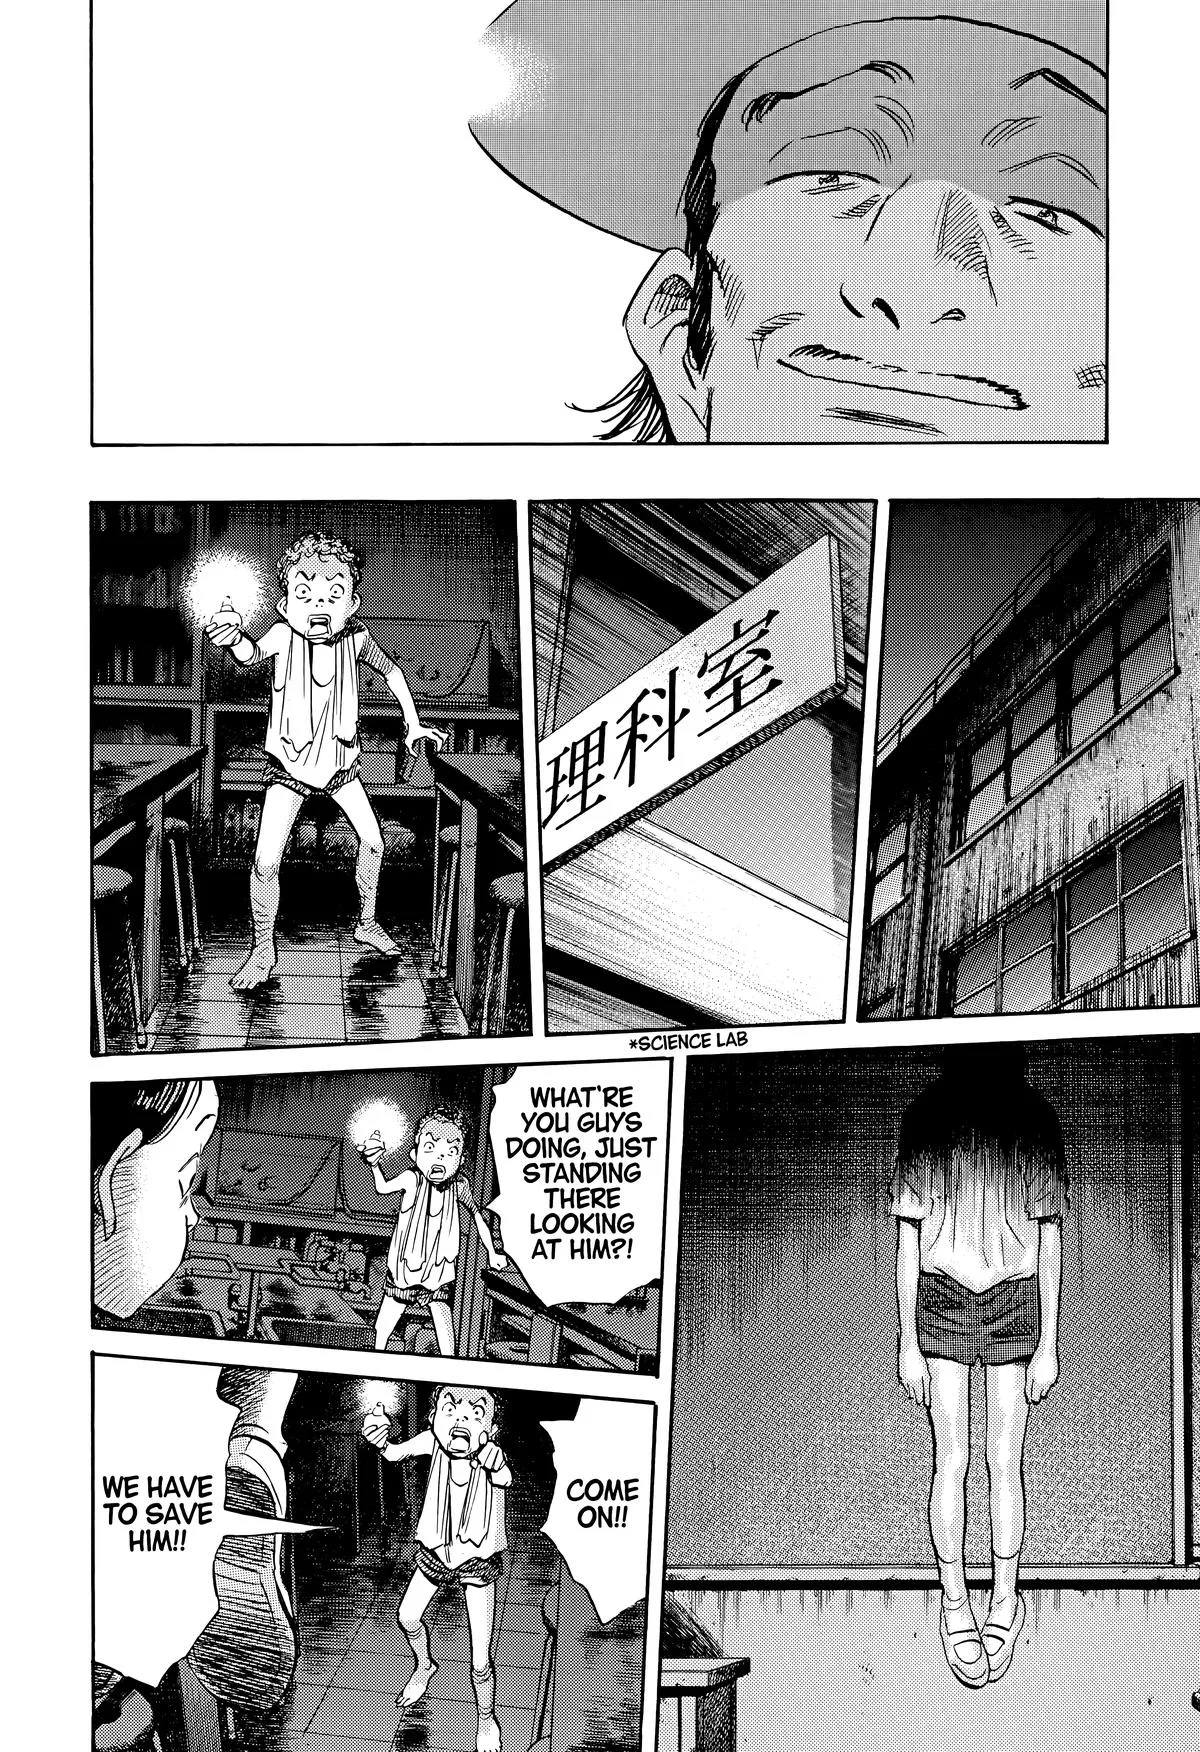 理科室
*SCIENCE LAB
WHAT'RE
YOU GUYS
DOING, JUST
STANDING
THERE
LOOKING
AT HIM?!
COME
ON!!
WE HAVE
TO SAVE
HIM!!